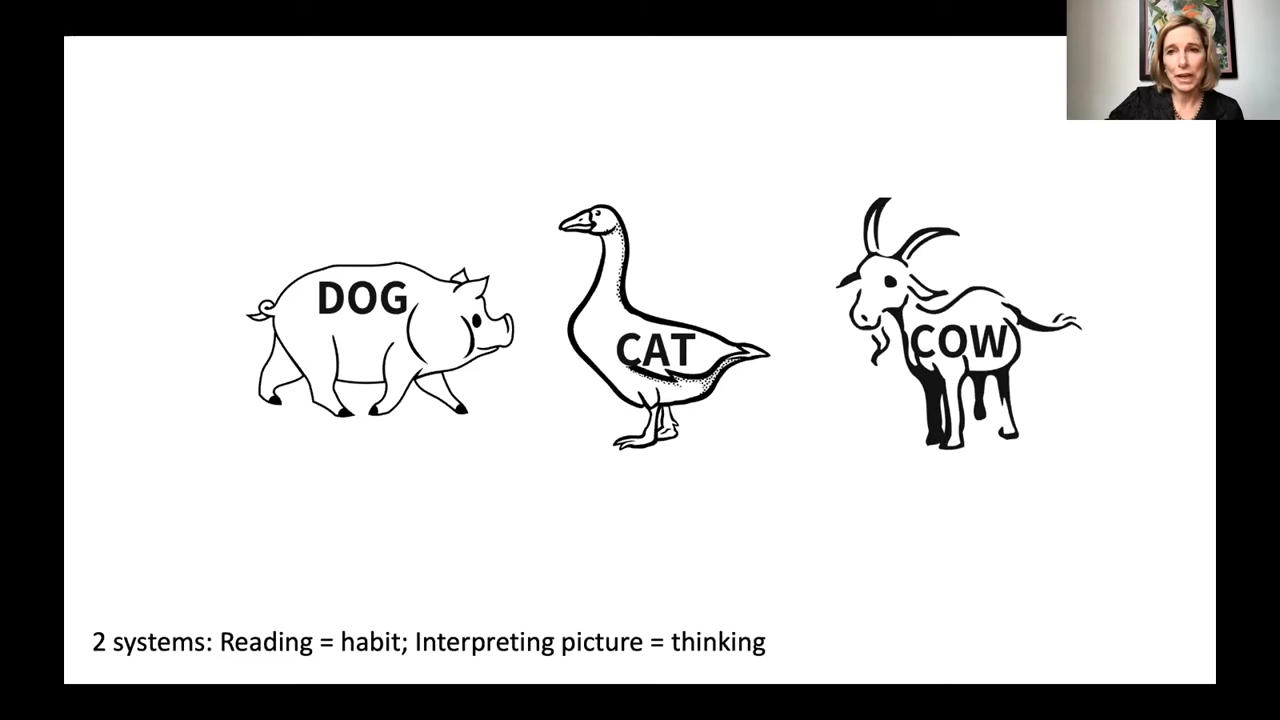 DOG
CAT
COW
2 systems: Reading = habit; Interpreting picture = thinking